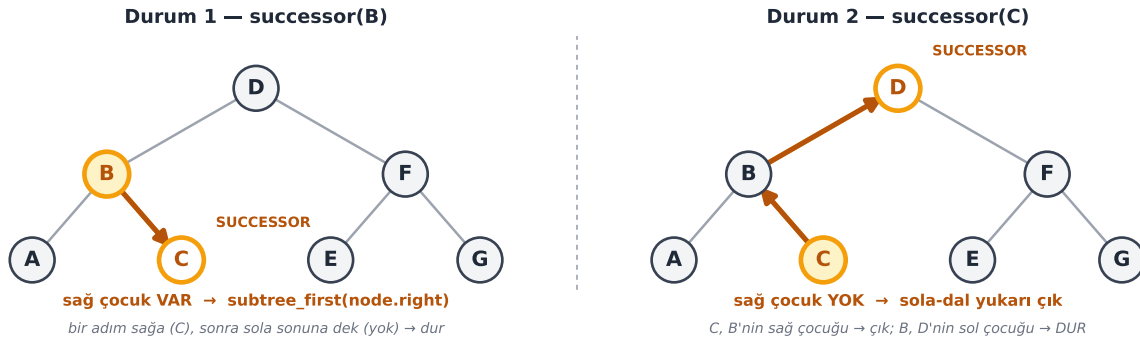 Durum 1 — successor(B)
D
B
F
SUCCESSOR
A
C
E
G
sağ çocuk VAR → subtree_first(node.right)
bir adım sağa (C), sonra sola sonuna dek (yok) → dur
Durum 2 — successor(C)
SUCCESSOR
D
B
F
A
C
E
G
sağ çocuk YOK → sola-dal yukarı çık
C, B'nin sağ çocuğu → çık; B, D'nin sol çocuğu → DUR